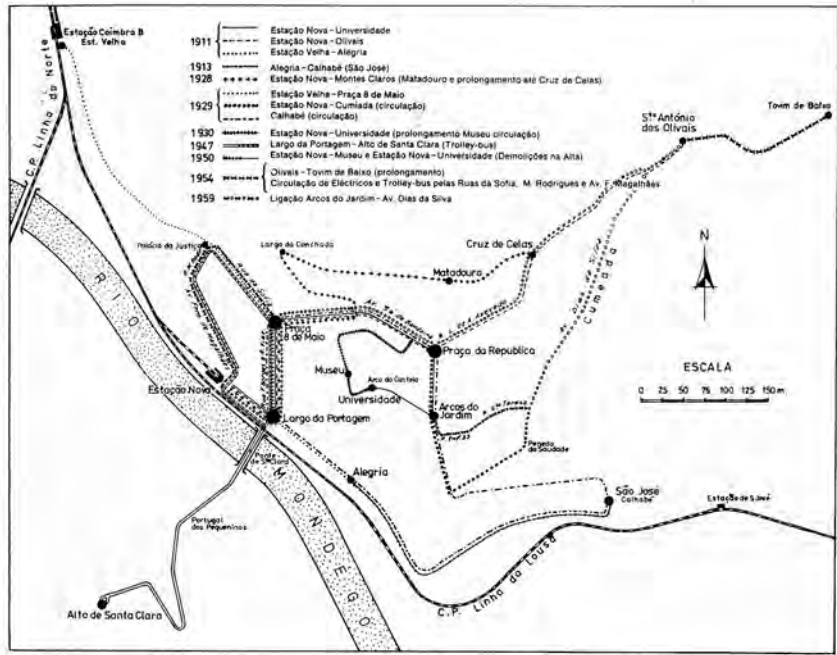 Estação Coimbra B
Est. Velha
1911
Estação Nova-Universidade
Estação Nova-Olivais
Estação Velha-Alegria
1913 Alegria-Calhabé (São José)
1928 Estação Nova-Montes Claros (Matadouro e prolongamento até Cruz de Celas)
1929
Estação Velha-Praça 8 de Maio
Estação Nova-Cumiada (circulação)
Calhabé (circulação)
1930 Estação Nova-Universidade (prolongamento Museu circulação)
1947 Largo da Portagem-Alto de Santa Clara (Trolley-bus)
1950 Estação Nova-Museu e Estação Nova-Universidade (Demolições na Alta)
1954
Olivais-Tovim de Baixo (prolongamento)
Circulação de Eléctricos e Trolley-bus pelas Ruas da Sofia, M. Rodrigues e Av. F. Magalhães
1959 Ligação Arcos do Jardim-Av. Dias da Silva
C.P. Linha do Norte
Tovim de Baixo
Stº António
dos Olivais
Palácio da Justiça
Largo da Conchada
Cruz de Celas
Matadouro
Cumeada
N
RIO
Praça
8 de Maio
Praça da Republica
ESCALA
0 25 50 75 100 125 150 m.
Museu
Arco do Castelo
Universidade
Estação Nova
Largo da Portagem
Arcos do
Jardim
Penedo
da Saudade
Ponte
de Stª Clara
Alegria
São José
Calhabé
Estação de S. José
MONDEGO
Portugal
dos Pequeninos
C.P. Linha da Lousã
Alto de Santa Clara